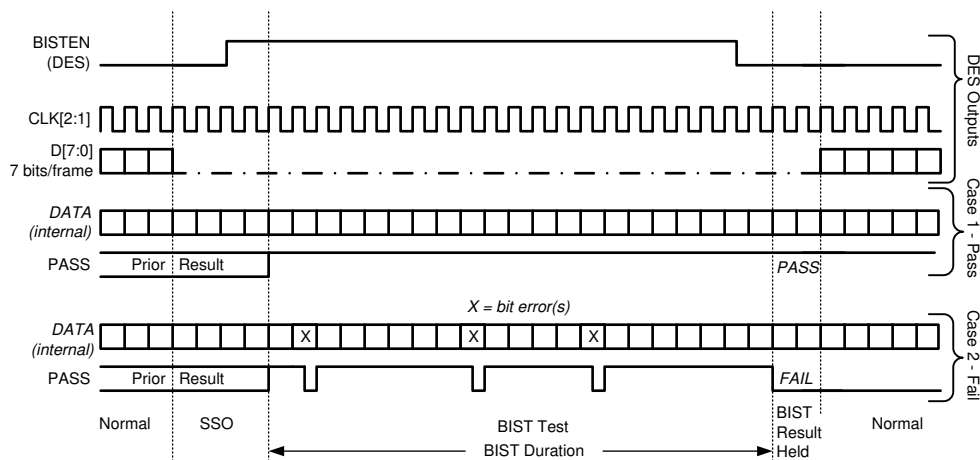 BISTEN
(DES)
CLK[2:1]
D[7:0]
7 bits/frame
DES Outputs
DATA
(internal)
PASS
Prior
Result
PASS
Case 1 - Pass
X = bit error(s)
DATA
(internal)
X
X
X
PASS
Prior
Result
FAIL
Case 2 - Fail
Normal
SSO
BIST Test
BIST Duration
BIST
Result
Held
Normal